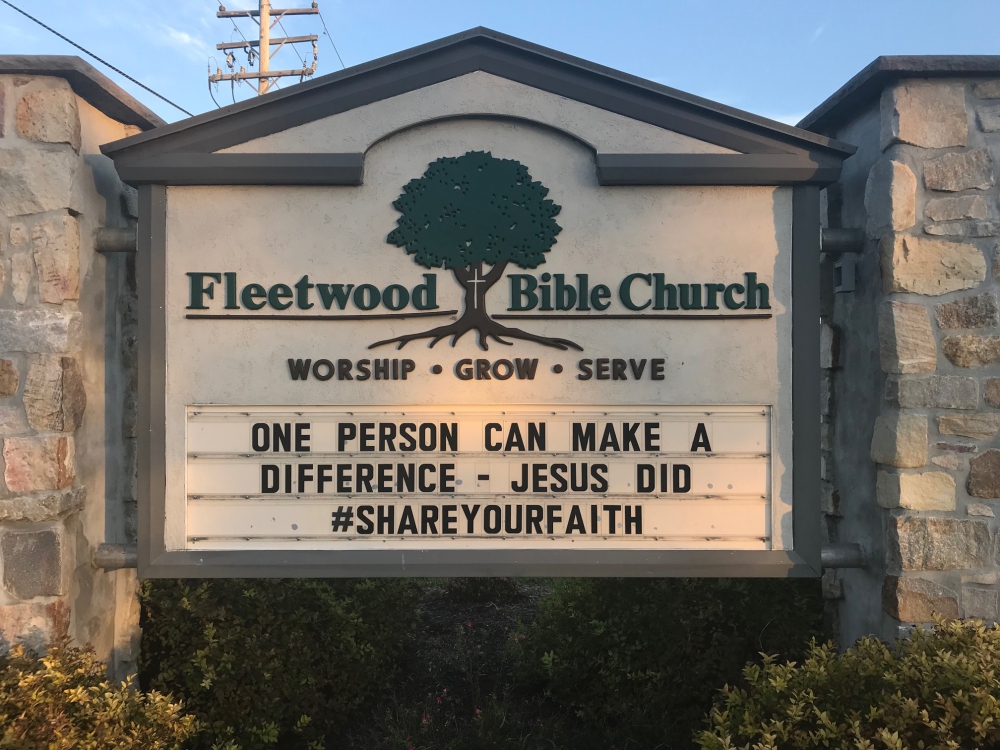 Fleetwood Bible Church
WORSHIP • GROW • SERVE
ONE PERSON CAN MAKE A
DIFFERENCE - JESUS DID
#SHAREYOURFAITH